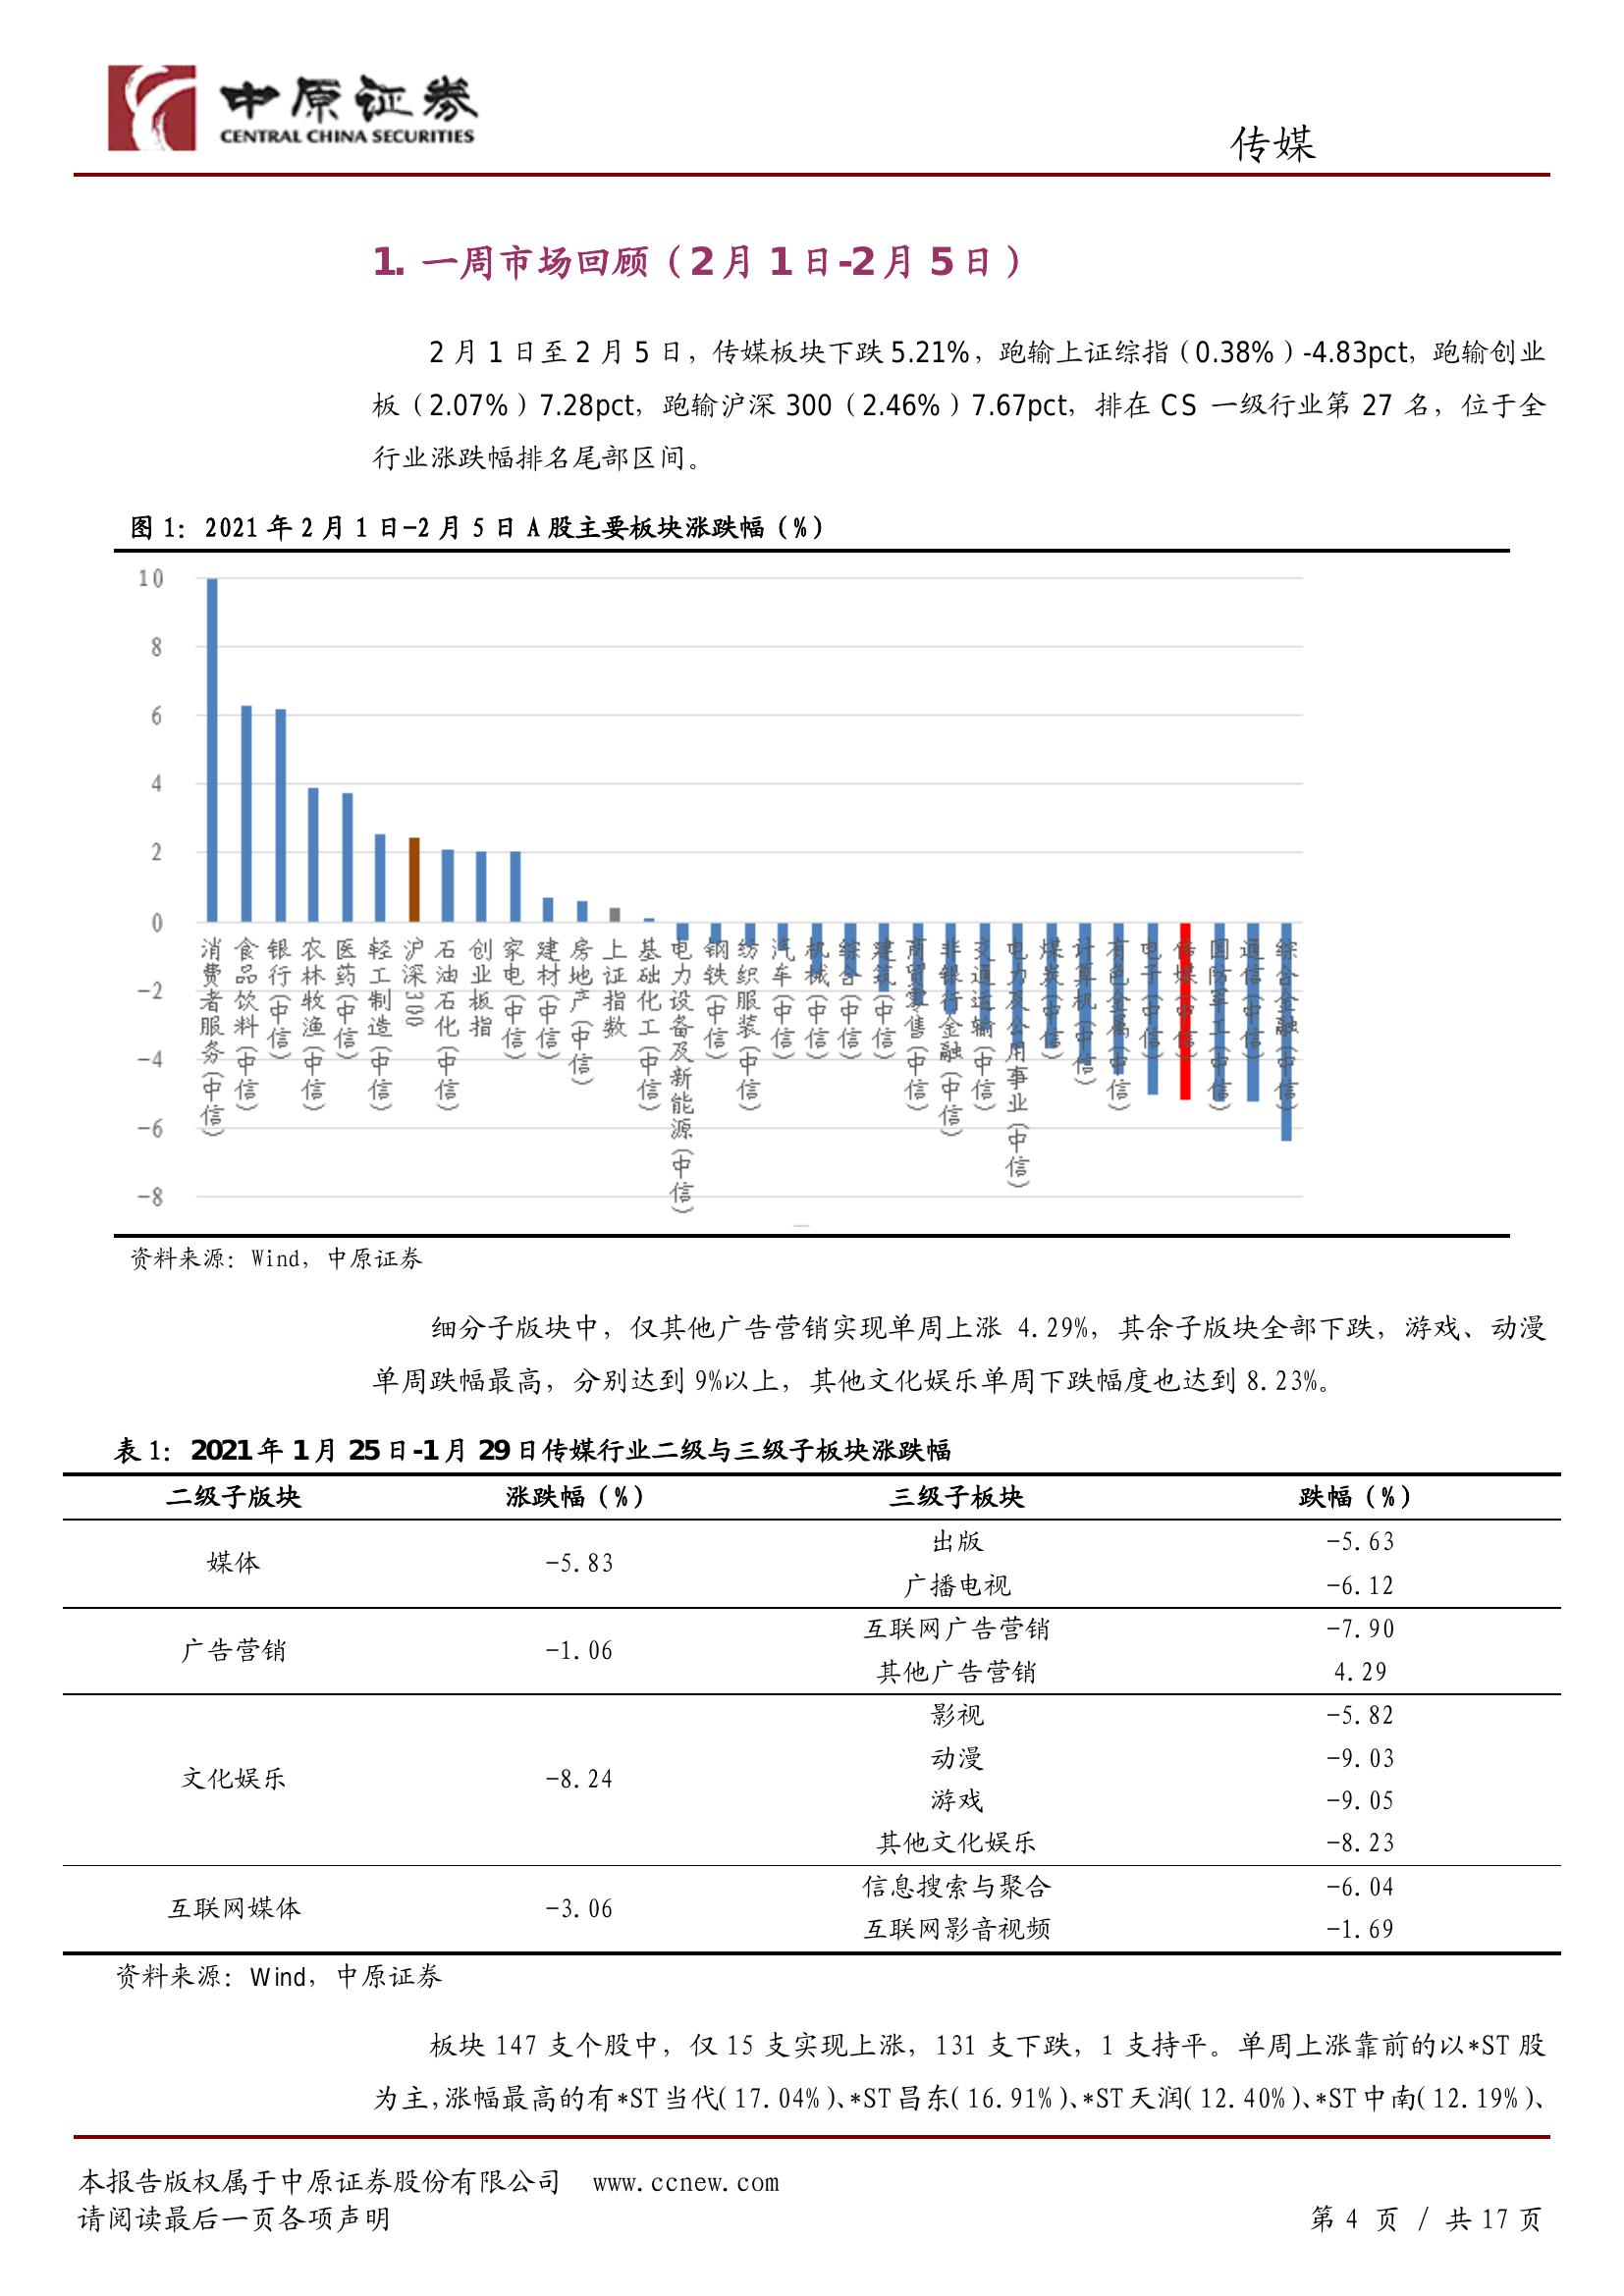 中原证券
CENTRAL CHINA SECURITIES
传媒
1. 一周市场回顾（2月1日-2月5日）
2月1日至2月5日，传媒板块下跌5.21%，跑输上证综指（0.38%）-4.83pct，跑输创业
板（2.07%）7.28pct，跑输沪深300（2.46%）7.67pct，排在 CS 一级行业第 27 名，位于全
行业涨跌幅排名尾部区间。
图 1：2021 年 2 月 1 日-2 月 5 日 A 股主要板块涨跌幅（%）
10
8
6
4
2
0
-2
-4
-6
-8
消费者服务(中信)
食品饮料(中信)
银行(中信)
农林牧渔(中信)
医药(中信)
轻工制造(中信)
沪深300
石油石化(中信)
创业板指
家电(中信)
建材(中信)
房地产(中信)
上证指数
基础化工(中信)
电力设备及新能源(中信)
钢铁(中信)
纺织服装(中信)
汽车(中信)
机械(中信)
综合(中信)
建筑(中信)
商贸零售(中信)
非银行金融(中信)
交通运输(中信)
电力及公用事业(中信)
煤炭(中信)
计算机(中信)
有色金属(中信)
电子(中信)
传媒(中信)
国防军工(中信)
通信(中信)
综合金融(中信)
资料来源：Wind，中原证券
细分子版块中，仅其他广告营销实现单周上涨 4.29%，其余子版块全部下跌，游戏、动漫
单周跌幅最高，分别达到 9%以上，其他文化娱乐单周下跌幅度也达到 8.23%。
表 1：2021 年 1 月 25 日-1 月 29 日传媒行业二级与三级子板块涨跌幅
二级子版块 涨跌幅（%） 三级子板块 跌幅（%）
出版 -5.63
媒体 -5.83
广播电视 -6.12
互联网广告营销 -7.90
广告营销 -1.06
其他广告营销 4.29
影视 -5.82
动漫 -9.03
文化娱乐 -8.24
游戏 -9.05
其他文化娱乐 -8.23
信息搜索与聚合 -6.04
互联网媒体 -3.06
互联网影音视频 -1.69
资料来源：Wind，中原证券
板块 147 支个股中，仅 15 支实现上涨，131 支下跌，1 支持平。单周上涨靠前的以*ST 股
为主,涨幅最高的有*ST当代(17.04%)、*ST昌东(16.91%)、*ST天润(12.40%)、*ST中南(12.19%)、
本报告版权属于中原证券股份有限公司 www.ccnew.com
请阅读最后一页各项声明
第 4 页 / 共 17 页